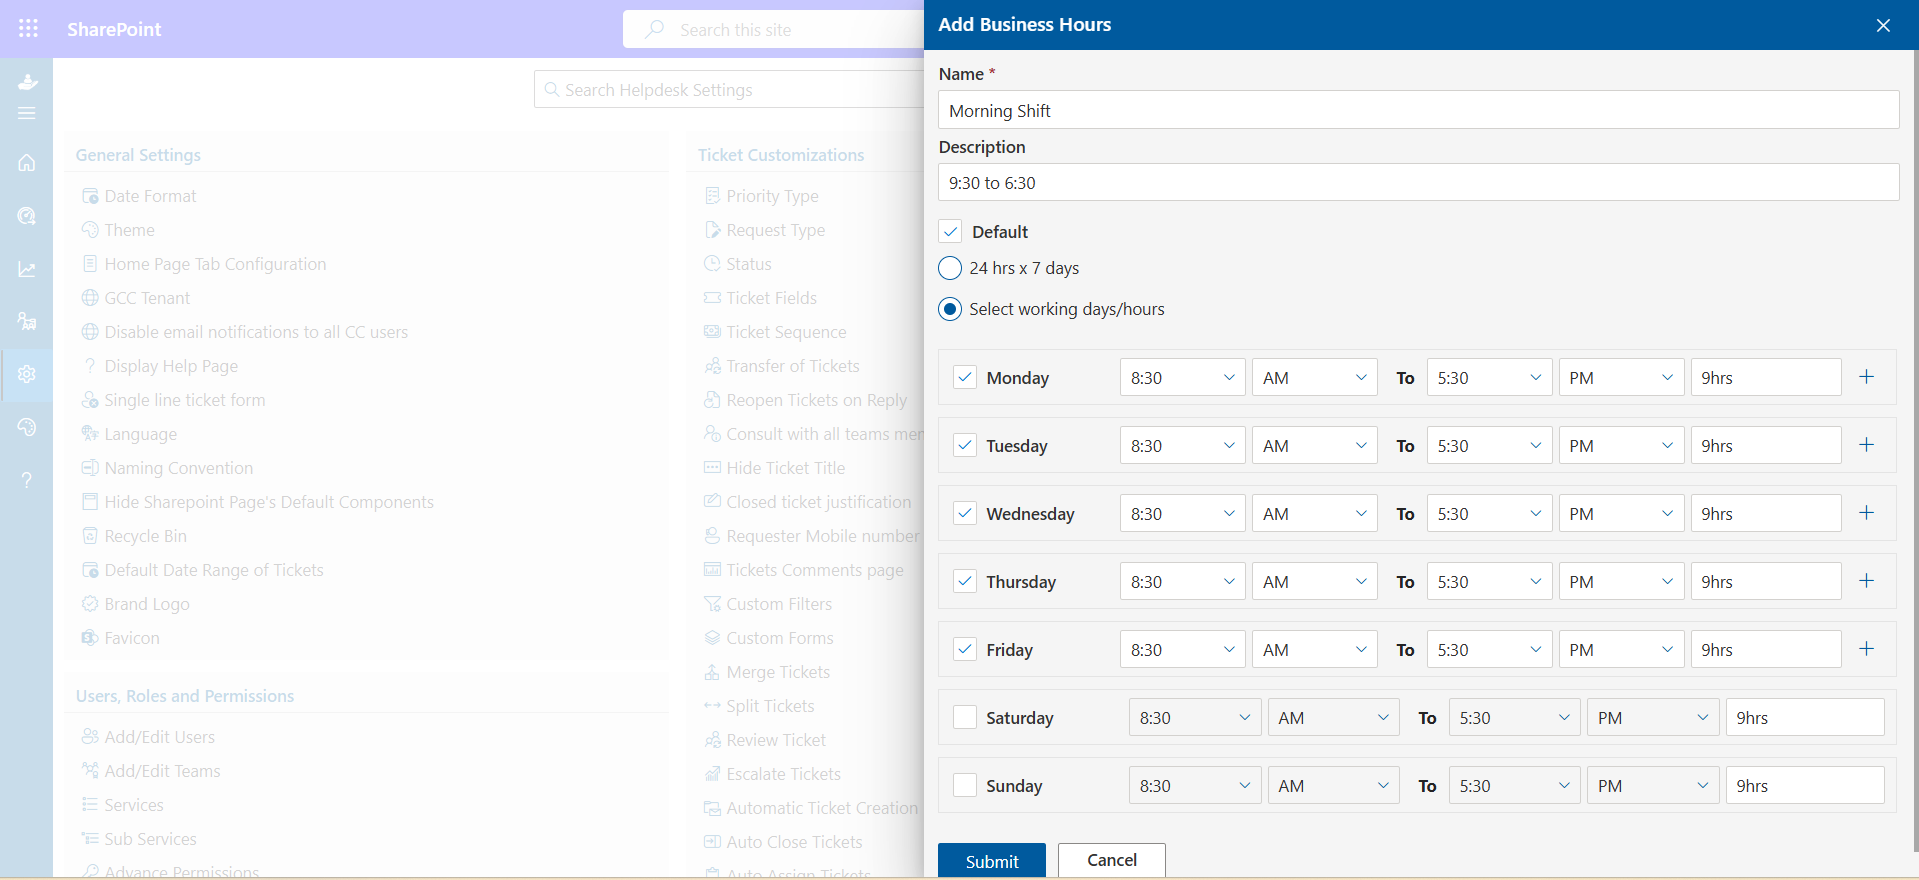 SharePoint
Search this site
Search Helpdesk Settings
General Settings
Date Format
Theme
Home Page Tab Configuration
GCC Tenant
Disable email notifications to all CC users
Display Help Page
Single line ticket form
Language
Naming Convention
Hide Sharepoint Page's Default Components
Recycle Bin
Default Date Range of Tickets
Brand Logo
Favicon
Users, Roles and Permissions
Add/Edit Users
Add/Edit Teams
Services
Sub Services
Advance Permissions
Ticket Customizations
Priority Type
Request Type
Status
Ticket Fields
Ticket Sequence
Transfer of Tickets
Reopen Tickets on Reply
Consult with all teams mer
Hide Ticket Title
Closed ticket justification
Requester Mobile number
Tickets Comments page
Custom Filters
Custom Forms
Merge Tickets
Split Tickets
Review Ticket
Escalate Tickets
Automatic Ticket Creation
Auto Close Tickets
Auto Assign Tickets
Add Business Hours
Name *
Morning Shift
Description
9:30 to 6:30
Default
24 hrs x 7 days
Select working days/hours
Monday 8:30 AM To 5:30 PM 9hrs +
Tuesday 8:30 AM To 5:30 PM 9hrs +
Wednesday 8:30 AM To 5:30 PM 9hrs +
Thursday 8:30 AM To 5:30 PM 9hrs +
Friday 8:30 AM To 5:30 PM 9hrs +
Saturday 8:30 AM To 5:30 PM 9hrs
Sunday 8:30 AM To 5:30 PM 9hrs
Submit Cancel